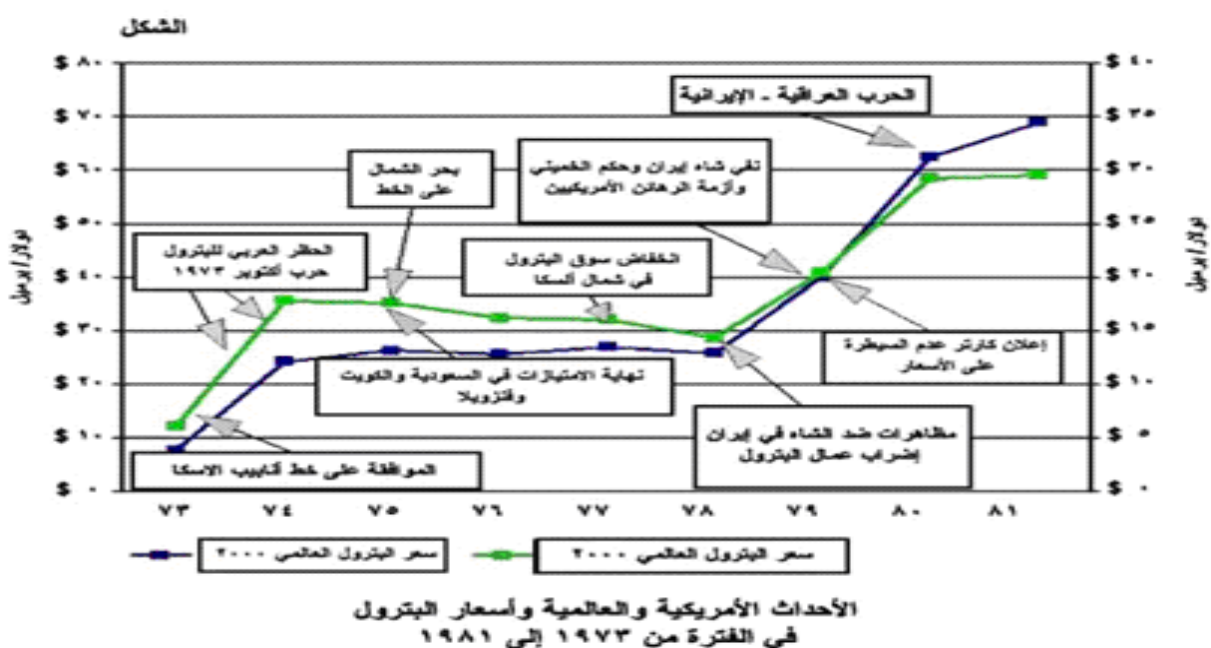 الشكل
$ ٨٠
$ ٧٠
$ ٦٠
$ ٥٠
$ ٤٠
$ ٣٠
$ ٢٠
$ ١٠
$ ٠
دولار/برميل
$ ٤٠
$ ٣٥
$ ٣٠
$ ٢٥
$ ٢٠
$ ١٥
$ ١٠
$ ٥
$ ٠
دولار/برميل
الحرب العراقية - الإيرانية
نفي شاه إيران وحكم الخميني
وأزمة الرهائن الأمريكيين
بحر الشمال
على الخط
الحظر العربي للبترول
حرب أكتوبر ١٩٧٣
انخفاض سوق البترول
في شمال ألسكا
إعلان كارتر عدم السيطرة
على الأسعار
نهاية الامتيازات في السعودية والكويت
وفنزويلا
مظاهرات ضد الشاه في إيران
إضراب عمال البترول
الموافقة على خط أنابيب الاسكا
٧٣ ٧٤ ٧٥ ٧٦ ٧٧ ٧٨ ٧٩ ٨٠ ٨١
سعر البترول العالمي ٢٠٠٠
سعر البترول العالمي ٢٠٠٠
الأحداث الأمريكية والعالمية وأسعار البترول
في الفترة من ١٩٧٣ إلى ١٩٨١